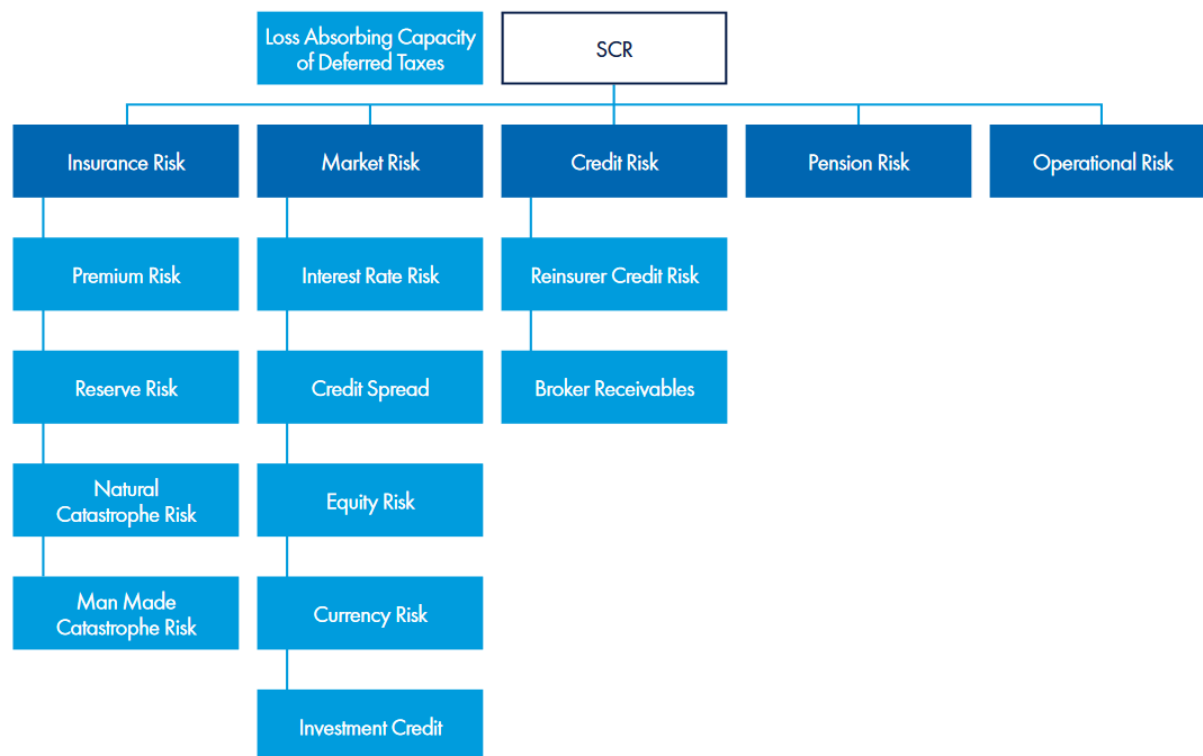 Loss Absorbing Capacity
of Deferred Taxes
SCR
Insurance Risk
Market Risk
Credit Risk
Pension Risk
Operational Risk
Premium Risk
Interest Rate Risk
Reinsurer Credit Risk
Reserve Risk
Credit Spread
Broker Receivables
Natural
Catastrophe Risk
Equity Risk
Man Made
Catastrophe Risk
Currency Risk
Investment Credit